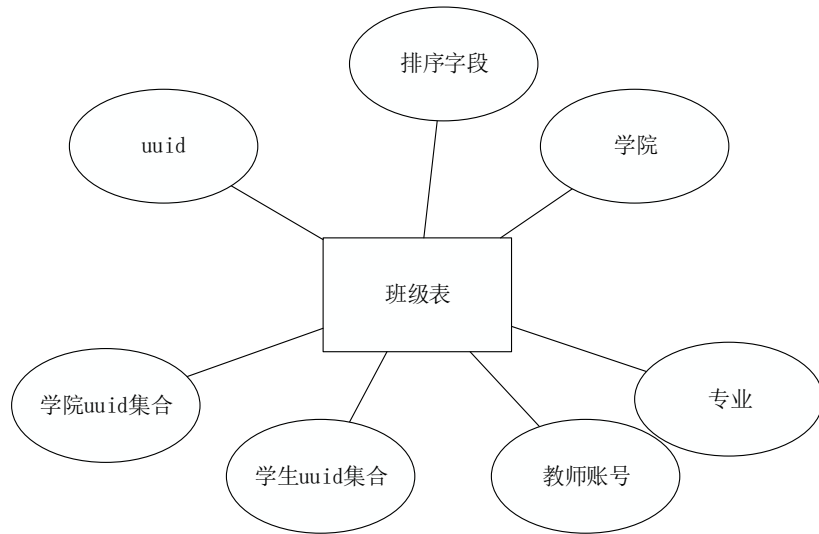 排序字段
uuid
学院
班级表
学院uuid集合
专业
学生uuid集合
教师账号